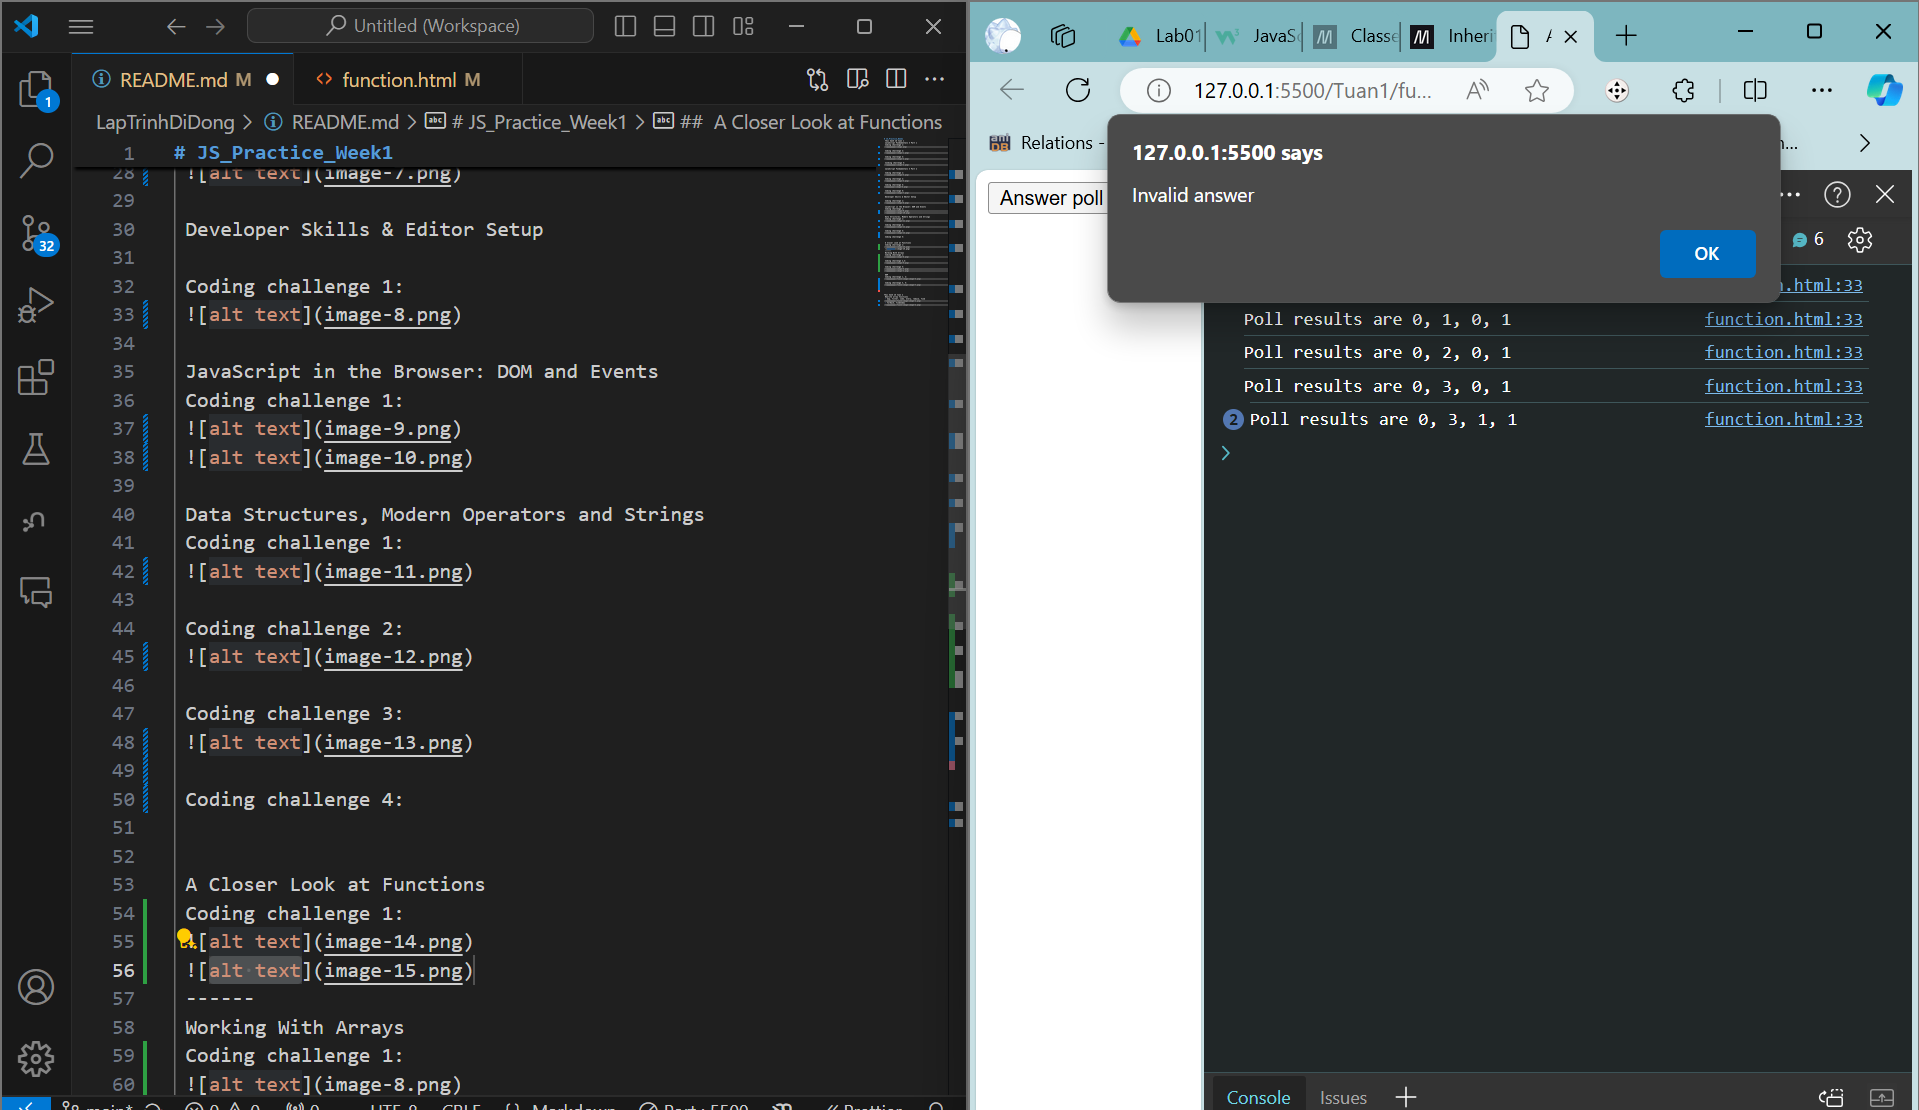 Untitled (Workspace)
README.md M
function.html M
LapTrinhDiDong > README.md > # JS_Practice_Week1 > ## A Closer Look at Functions
1 # JS_Practice_Week1
28 ![alt text](image-7.png)
29
30 Developer Skills & Editor Setup
31
32 Coding challenge 1:
33 ![alt text](image-8.png)
34
35 JavaScript in the Browser: DOM and Events
36 Coding challenge 1:
37 ![alt text](image-9.png)
38 ![alt text](image-10.png)
39
40 Data Structures, Modern Operators and Strings
41 Coding challenge 1:
42 ![alt text](image-11.png)
43
44 Coding challenge 2:
45 ![alt text](image-12.png)
46
47 Coding challenge 3:
48 ![alt text](image-13.png)
49
50 Coding challenge 4:
51
52
53 A Closer Look at Functions
54 Coding challenge 1:
55 ![alt text](image-14.png)
56 ![alt text](image-15.png)
57 ------
58 Working With Arrays
59 Coding challenge 1:
60 ![alt text](image-8.png)
1
32
main*
0 0
0
UTF-8
CRLF
{} Markdown
Port : 5500
Prettier
Lab01
JavaSc
Classe
Inheri
127.0.0.1:5500/Tuan1/fu...
Relations -
Answer poll
127.0.0.1:5500 says
Invalid answer
OK
6
.html:33
Poll results are 0, 1, 0, 1 function.html:33
Poll results are 0, 2, 0, 1 function.html:33
Poll results are 0, 3, 0, 1 function.html:33
2 Poll results are 0, 3, 1, 1 function.html:33
Console
Issues